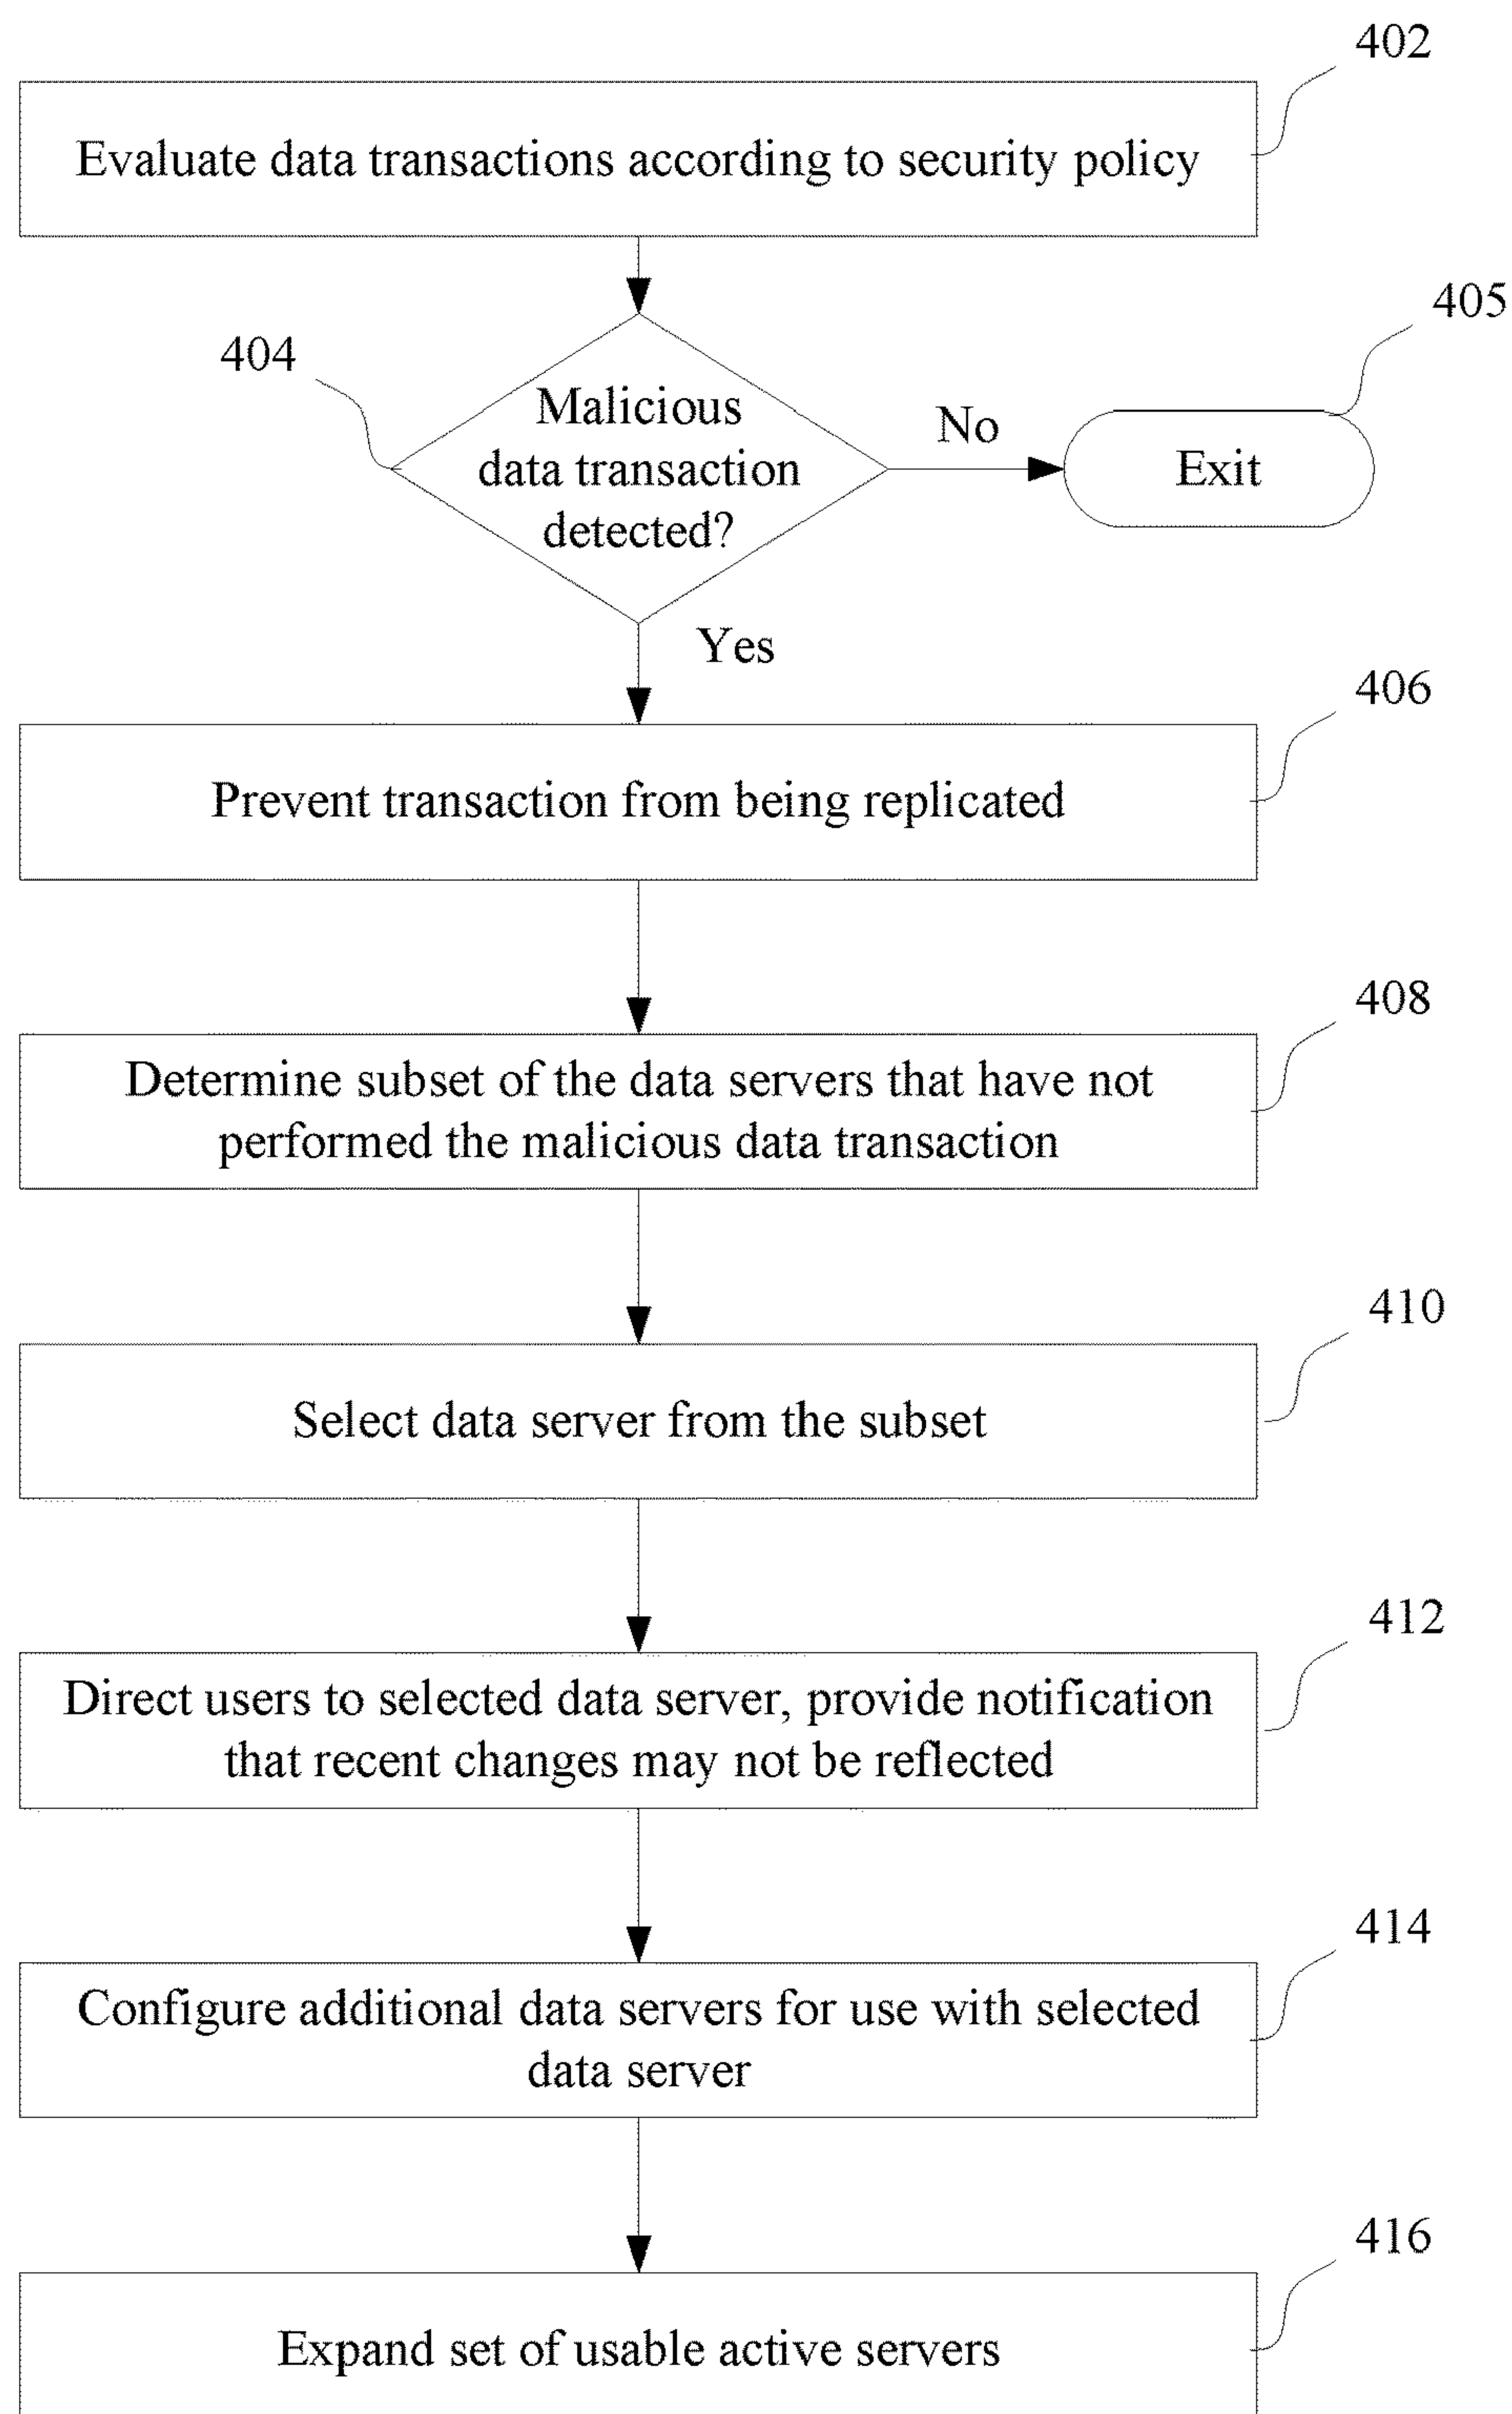 402
Evaluate data transactions according to security policy
405
404
Malicious
data transaction
detected?
No
Exit
Yes
406
Prevent transaction from being replicated
408
Determine subset of the data servers that have not
performed the malicious data transaction
410
Select data server from the subset
412
Direct users to selected data server, provide notification
that recent changes may not be reflected
414
Configure additional data servers for use with selected
data server
416
Expand set of usable active servers